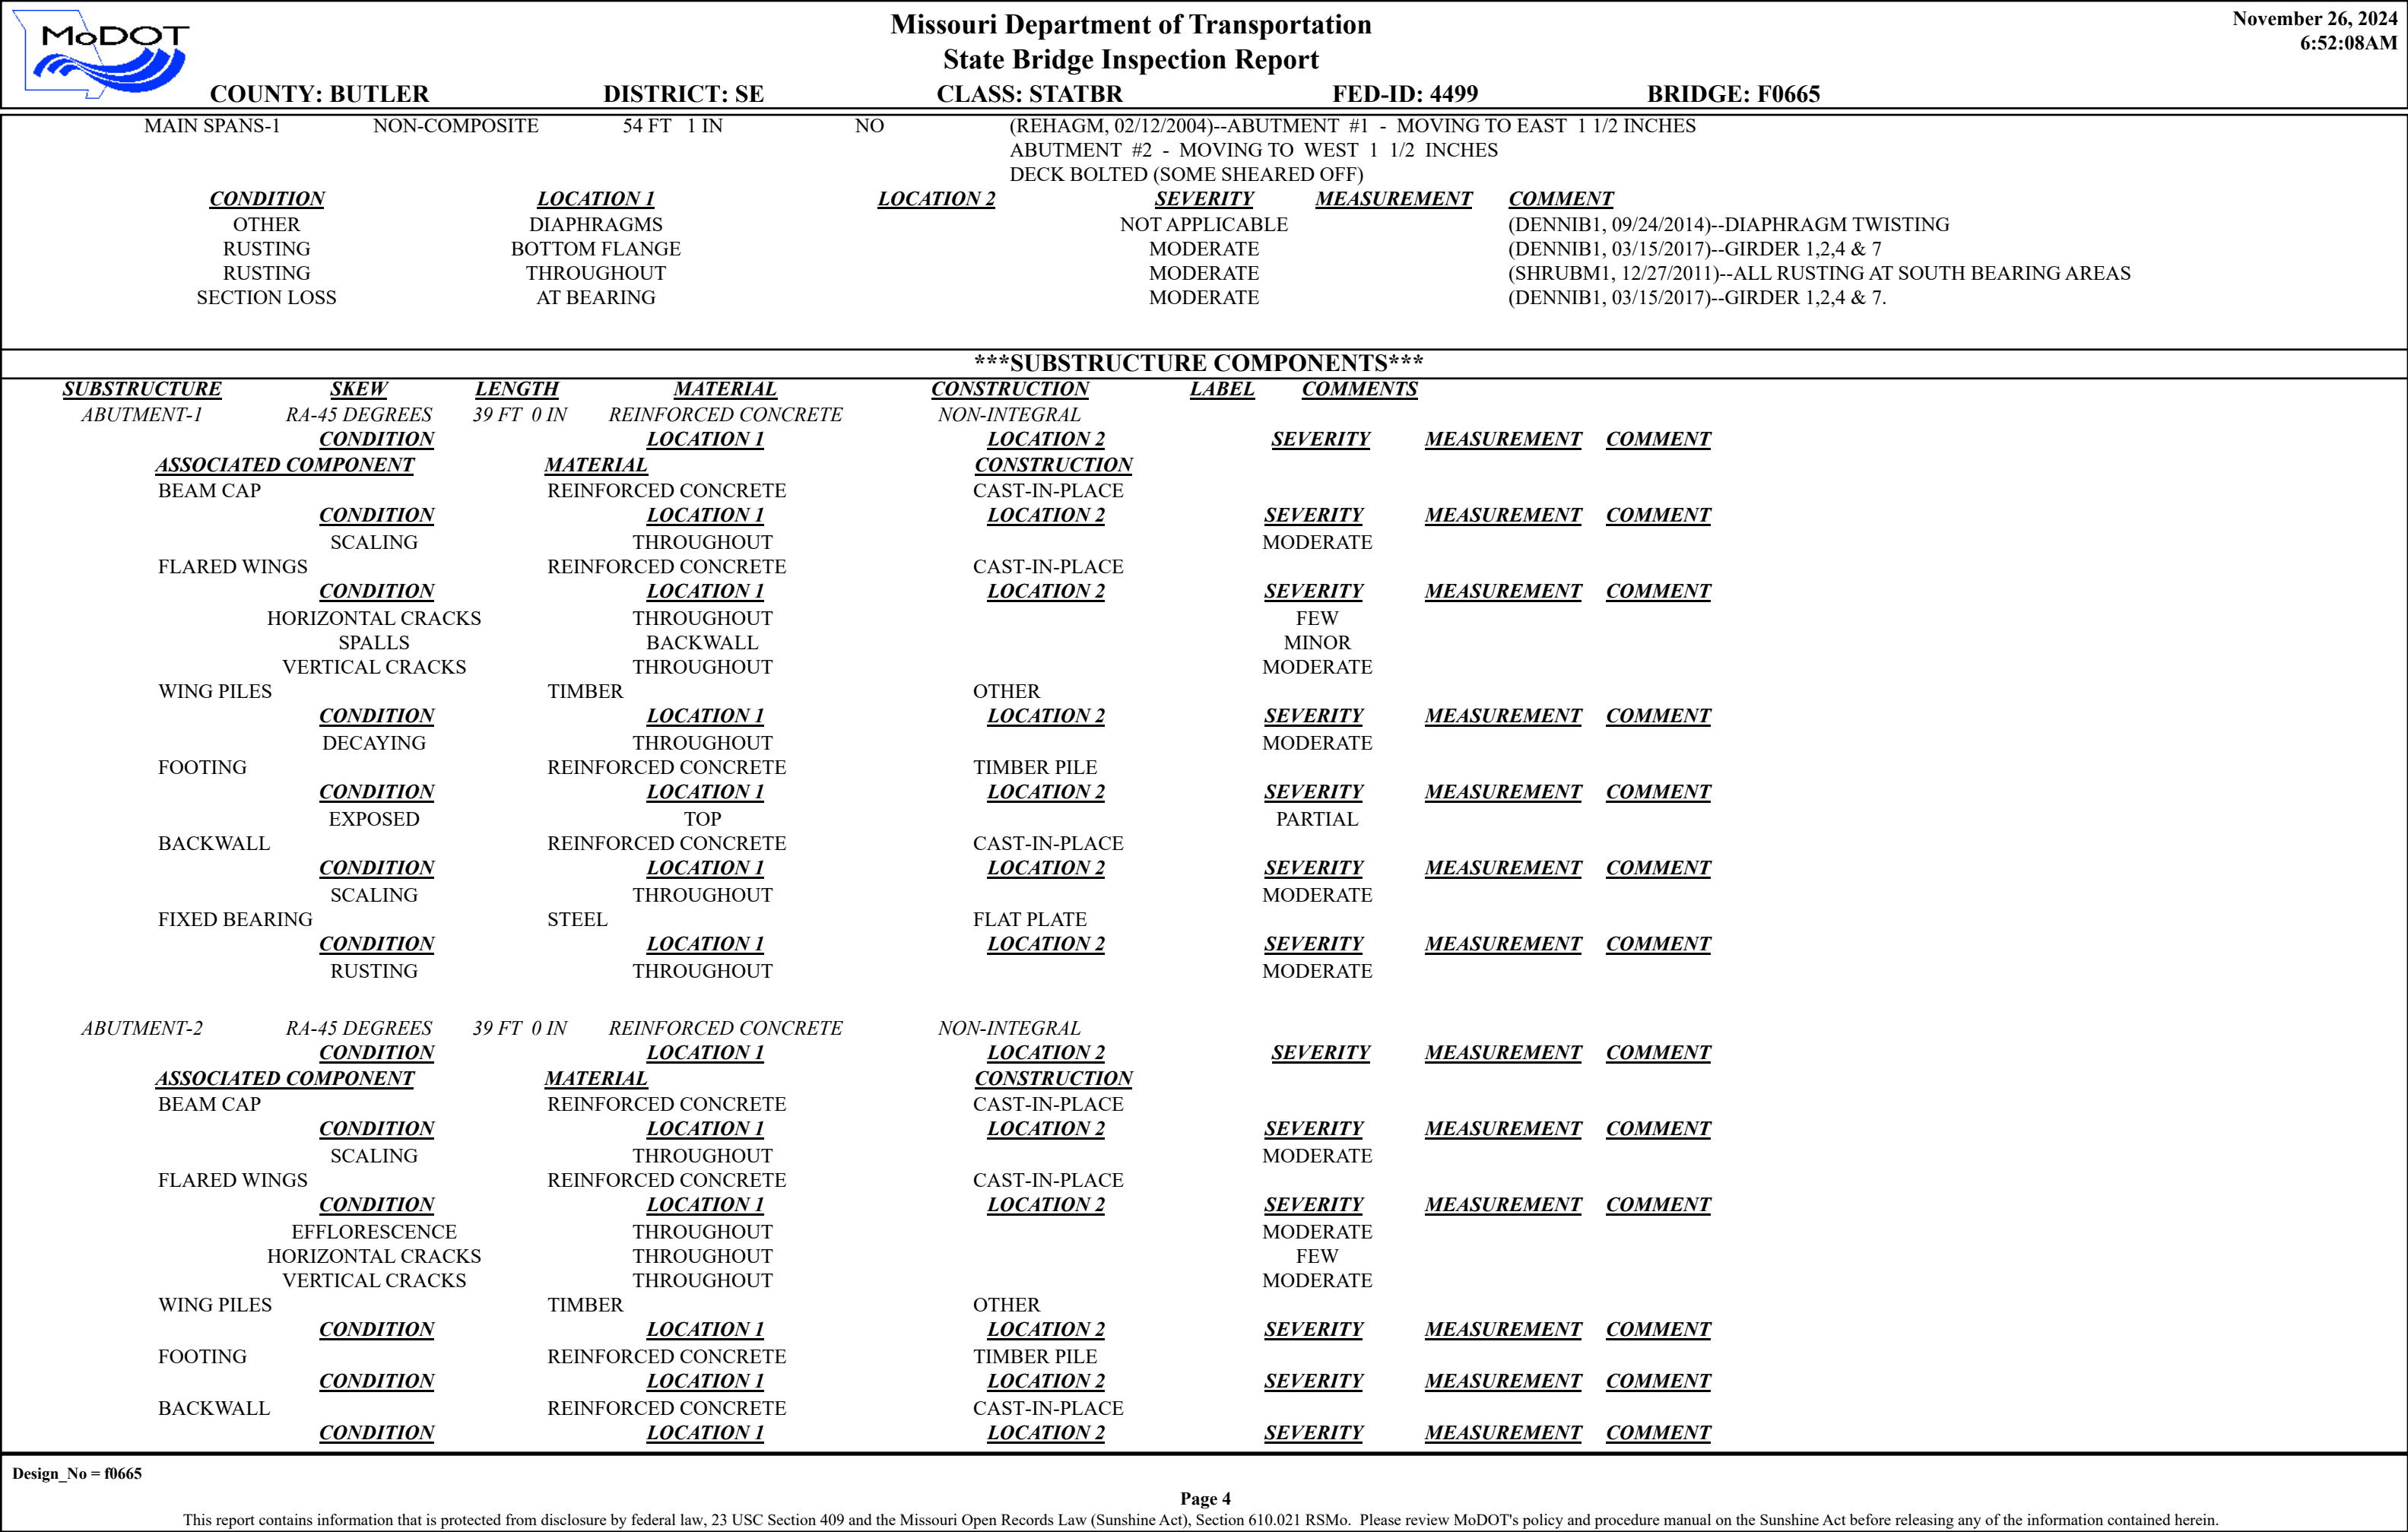 MoDOT
Missouri Department of Transportation
State Bridge Inspection Report
November 26, 2024
6:52:08AM
COUNTY: BUTLER DISTRICT: SE CLASS: STATBR FED-ID: 4499 BRIDGE: F0665
MAIN SPANS-1 NON-COMPOSITE 54 FT 1 IN NO (REHAGM, 02/12/2004)--ABUTMENT #1 - MOVING TO EAST 1 1/2 INCHES
ABUTMENT #2 - MOVING TO WEST 1 1/2 INCHES
DECK BOLTED (SOME SHEARED OFF)
CONDITION LOCATION 1 LOCATION 2 SEVERITY MEASUREMENT COMMENT
OTHER DIAPHRAGMS NOT APPLICABLE (DENNIB1, 09/24/2014)--DIAPHRAGM TWISTING
RUSTING BOTTOM FLANGE MODERATE (DENNIB1, 03/15/2017)--GIRDER 1,2,4 & 7
RUSTING THROUGHOUT MODERATE (SHRUBM1, 12/27/2011)--ALL RUSTING AT SOUTH BEARING AREAS
SECTION LOSS AT BEARING MODERATE (DENNIB1, 03/15/2017)--GIRDER 1,2,4 & 7.
***SUBSTRUCTURE COMPONENTS***
SUBSTRUCTURE SKEW LENGTH MATERIAL CONSTRUCTION LABEL COMMENTS
ABUTMENT-1 RA-45 DEGREES 39 FT 0 IN REINFORCED CONCRETE NON-INTEGRAL
CONDITION LOCATION 1 LOCATION 2 SEVERITY MEASUREMENT COMMENT
ASSOCIATED COMPONENT MATERIAL CONSTRUCTION
BEAM CAP REINFORCED CONCRETE CAST-IN-PLACE
CONDITION LOCATION 1 LOCATION 2 SEVERITY MEASUREMENT COMMENT
SCALING THROUGHOUT MODERATE
FLARED WINGS REINFORCED CONCRETE CAST-IN-PLACE
CONDITION LOCATION 1 LOCATION 2 SEVERITY MEASUREMENT COMMENT
HORIZONTAL CRACKS THROUGHOUT FEW
SPALLS BACKWALL MINOR
VERTICAL CRACKS THROUGHOUT MODERATE
WING PILES TIMBER OTHER
CONDITION LOCATION 1 LOCATION 2 SEVERITY MEASUREMENT COMMENT
DECAYING THROUGHOUT MODERATE
FOOTING REINFORCED CONCRETE TIMBER PILE
CONDITION LOCATION 1 LOCATION 2 SEVERITY MEASUREMENT COMMENT
EXPOSED TOP PARTIAL
BACKWALL REINFORCED CONCRETE CAST-IN-PLACE
CONDITION LOCATION 1 LOCATION 2 SEVERITY MEASUREMENT COMMENT
SCALING THROUGHOUT MODERATE
FIXED BEARING STEEL FLAT PLATE
CONDITION LOCATION 1 LOCATION 2 SEVERITY MEASUREMENT COMMENT
RUSTING THROUGHOUT MODERATE
ABUTMENT-2 RA-45 DEGREES 39 FT 0 IN REINFORCED CONCRETE NON-INTEGRAL
CONDITION LOCATION 1 LOCATION 2 SEVERITY MEASUREMENT COMMENT
ASSOCIATED COMPONENT MATERIAL CONSTRUCTION
BEAM CAP REINFORCED CONCRETE CAST-IN-PLACE
CONDITION LOCATION 1 LOCATION 2 SEVERITY MEASUREMENT COMMENT
SCALING THROUGHOUT MODERATE
FLARED WINGS REINFORCED CONCRETE CAST-IN-PLACE
CONDITION LOCATION 1 LOCATION 2 SEVERITY MEASUREMENT COMMENT
EFFLORESCENCE THROUGHOUT MODERATE
HORIZONTAL CRACKS THROUGHOUT FEW
VERTICAL CRACKS THROUGHOUT MODERATE
WING PILES TIMBER OTHER
CONDITION LOCATION 1 LOCATION 2 SEVERITY MEASUREMENT COMMENT
FOOTING REINFORCED CONCRETE TIMBER PILE
CONDITION LOCATION 1 LOCATION 2 SEVERITY MEASUREMENT COMMENT
BACKWALL REINFORCED CONCRETE CAST-IN-PLACE
CONDITION LOCATION 1 LOCATION 2 SEVERITY MEASUREMENT COMMENT
Design_No = f0665
Page 4
This report contains information that is protected from disclosure by federal law, 23 USC Section 409 and the Missouri Open Records Law (Sunshine Act), Section 610.021 RSMo. Please review MoDOT's policy and procedure manual on the Sunshine Act before releasing any of the information contained herein.